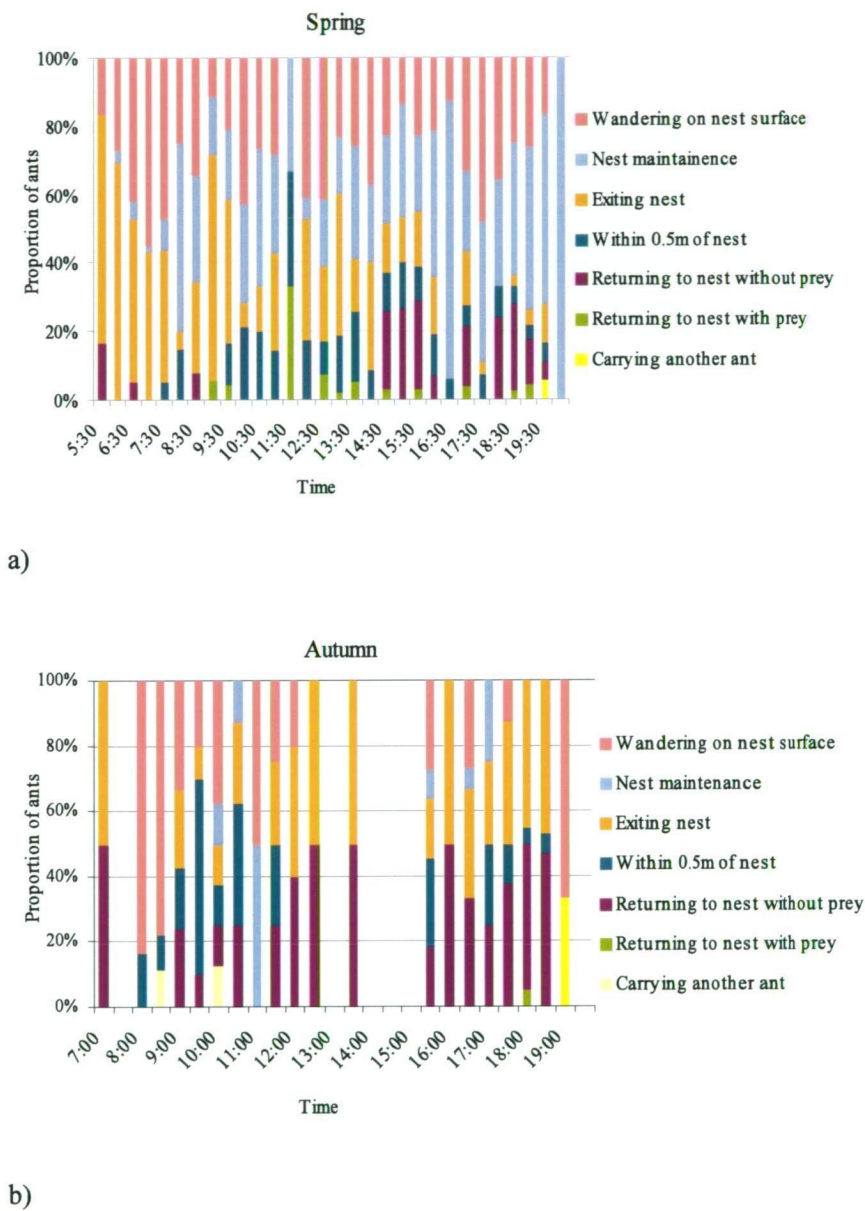 Spring
100%
80%
60%
40%
20%
0%
Proportion of ants
5:30
6:30
7:30
8:30
9:30
10:30
11:30
12:30
13:30
14:30
15:30
16:30
17:30
18:30
19:30
Time
Wandering on nest surface
Nest maintainence
Exiting nest
Within 0.5m of nest
Returning to nest without prey
Returning to nest with prey
Carrying another ant
a)
Autumn
100%
80%
60%
40%
20%
0%
Proportion of ants
7:00
8:00
9:00
10:00
11:00
12:00
13:00
14:00
15:00
16:00
17:00
18:00
19:00
Time
Wandering on nest surface
Nest maintenance
Exiting nest
Within 0.5m of nest
Returning to nest without prey
Returning to nest with prey
Carrying another ant
b)